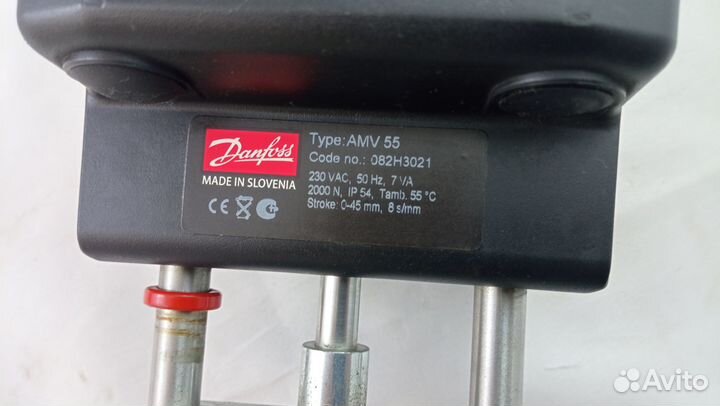 Danfoss
MADE IN SLOVENIA
CE
Type: AMV 55
Code no.: 082H3021
230 VAC, 50 Hz, 7 VA
2000 N, IP 54, Tamb. 55 °C
Stroke: 0-45 mm, 8 s/mm
Avito